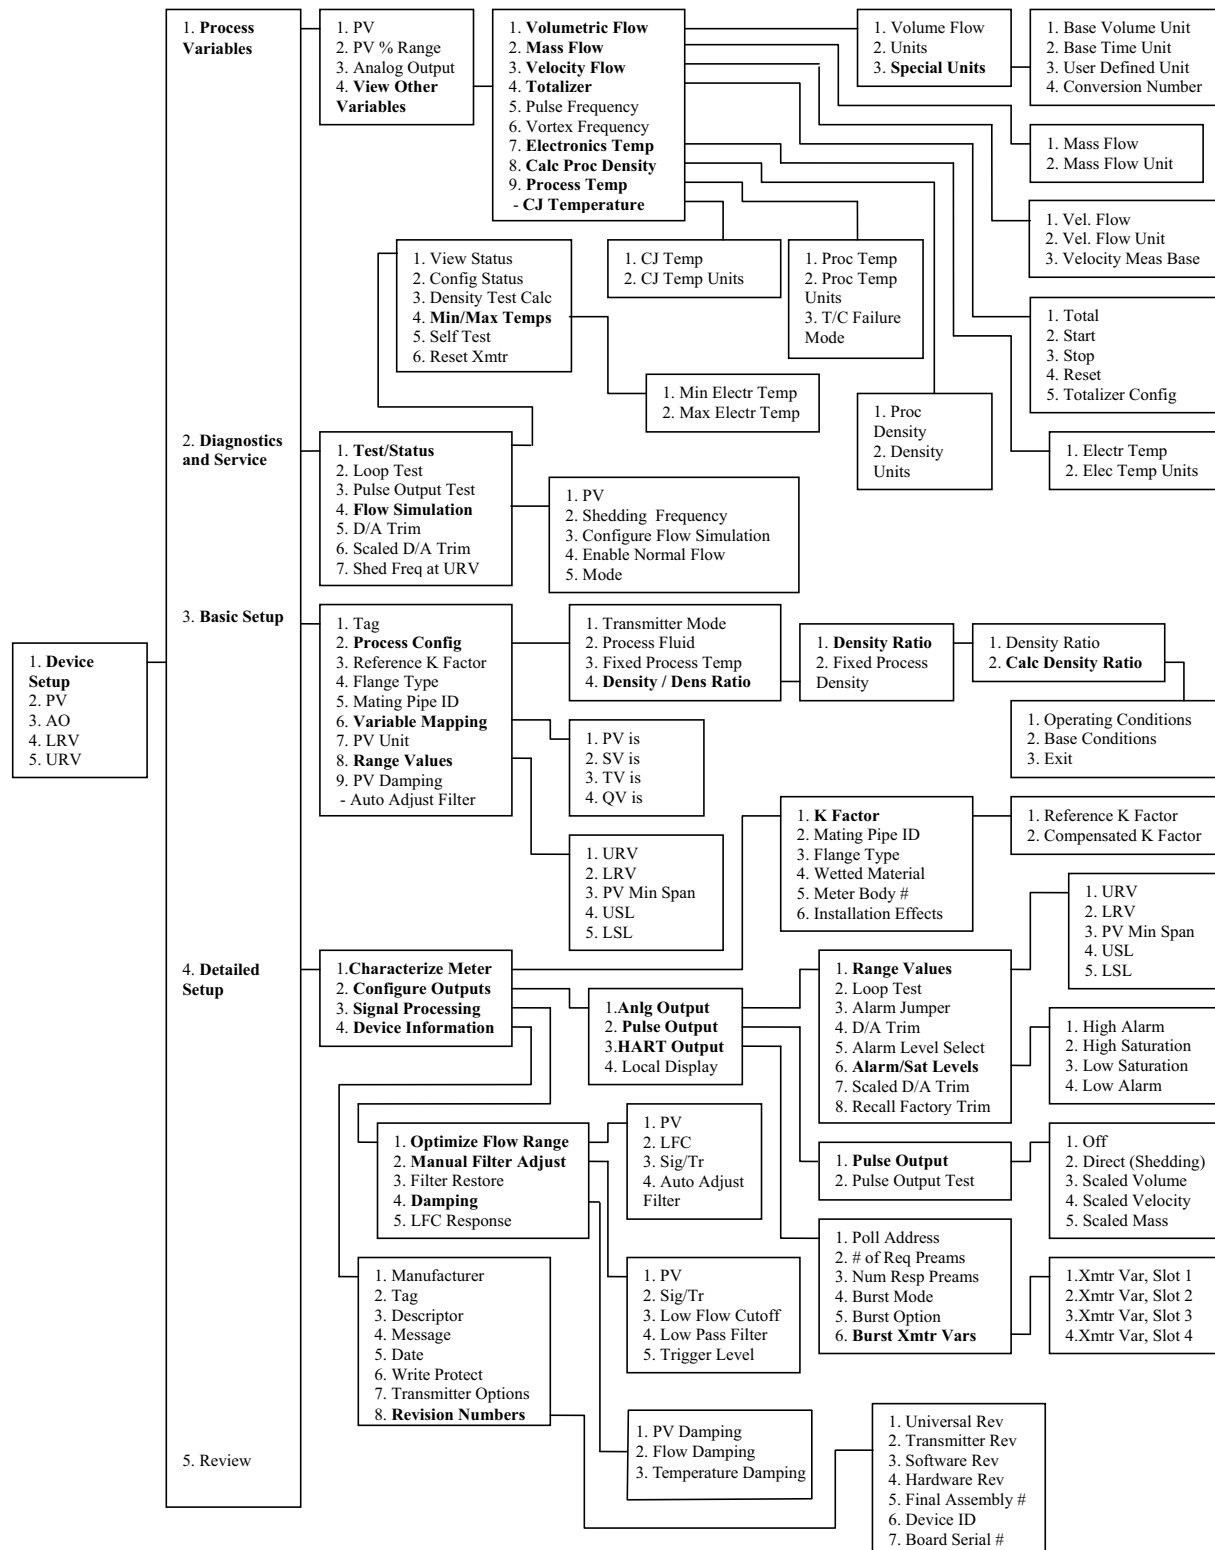 1. Device
Setup
2. PV
3. AO
4. LRV
5. URV
1. Process
Variables
2. Diagnostics
and Service
3. Basic Setup
4. Detailed
Setup
5. Review
1. PV
2. PV % Range
3. Analog Output
4. View Other
Variables
1. Volumetric Flow
2. Mass Flow
3. Velocity Flow
4. Totalizer
5. Pulse Frequency
6. Vortex Frequency
7. Electronics Temp
8. Calc Proc Density
9. Process Temp
- CJ Temperature
1. Volume Flow
2. Units
3. Special Units
1. Base Volume Unit
2. Base Time Unit
3. User Defined Unit
4. Conversion Number
1. Mass Flow
2. Mass Flow Unit
1. Vel. Flow
2. Vel. Flow Unit
3. Velocity Meas Base
1. Total
2. Start
3. Stop
4. Reset
5. Totalizer Config
1. Electr Temp
2. Elec Temp Units
1. Proc
Density
2. Density
Units
1. Proc Temp
2. Proc Temp
Units
3. T/C Failure
Mode
1. CJ Temp
2. CJ Temp Units
1. View Status
2. Config Status
3. Density Test Calc
4. Min/Max Temps
5. Self Test
6. Reset Xmtr
1. Min Electr Temp
2. Max Electr Temp
1. Test/Status
2. Loop Test
3. Pulse Output Test
4. Flow Simulation
5. D/A Trim
6. Scaled D/A Trim
7. Shed Freq at URV
1. PV
2. Shedding Frequency
3. Configure Flow Simulation
4. Enable Normal Flow
5. Mode
1. Tag
2. Process Config
3. Reference K Factor
4. Flange Type
5. Mating Pipe ID
6. Variable Mapping
7. PV Unit
8. Range Values
9. PV Damping
- Auto Adjust Filter
1. Transmitter Mode
2. Process Fluid
3. Fixed Process Temp
4. Density / Dens Ratio
1. Density Ratio
2. Fixed Process
Density
1. Density Ratio
2. Calc Density Ratio
1. Operating Conditions
2. Base Conditions
3. Exit
1. PV is
2. SV is
3. TV is
4. QV is
1. URV
2. LRV
3. PV Min Span
4. USL
5. LSL
1.Characterize Meter
2. Configure Outputs
3. Signal Processing
4. Device Information
1. K Factor
2. Mating Pipe ID
3. Flange Type
4. Wetted Material
5. Meter Body #
6. Installation Effects
1. Reference K Factor
2. Compensated K Factor
1.Anlg Output
2. Pulse Output
3.HART Output
4. Local Display
1. Range Values
2. Loop Test
3. Alarm Jumper
4. D/A Trim
5. Alarm Level Select
6. Alarm/Sat Levels
7. Scaled D/A Trim
8. Recall Factory Trim
1. URV
2. LRV
3. PV Min Span
4. USL
5. LSL
1. High Alarm
2. High Saturation
3. Low Saturation
4. Low Alarm
1. Pulse Output
2. Pulse Output Test
1. Off
2. Direct (Shedding)
3. Scaled Volume
4. Scaled Velocity
5. Scaled Mass
1. Poll Address
2. # of Req Preams
3. Num Resp Preams
4. Burst Mode
5. Burst Option
6. Burst Xmtr Vars
1.Xmtr Var, Slot 1
2.Xmtr Var, Slot 2
3.Xmtr Var, Slot 3
4.Xmtr Var, Slot 4
1. Optimize Flow Range
2. Manual Filter Adjust
3. Filter Restore
4. Damping
5. LFC Response
1. PV
2. LFC
3. Sig/Tr
4. Auto Adjust
Filter
1. PV
2. Sig/Tr
3. Low Flow Cutoff
4. Low Pass Filter
5. Trigger Level
1. PV Damping
2. Flow Damping
3. Temperature Damping
1. Manufacturer
2. Tag
3. Descriptor
4. Message
5. Date
6. Write Protect
7. Transmitter Options
8. Revision Numbers
1. Universal Rev
2. Transmitter Rev
3. Software Rev
4. Hardware Rev
5. Final Assembly #
6. Device ID
7. Board Serial #